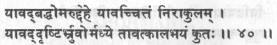 यावद्बद्धोमरुद्देहे यावच्चित्तं निराकुलम् ।
यावद्दृष्टिर्भ्रुवोर्मध्ये तावत्कालभयं कुतः ॥ ४० ॥